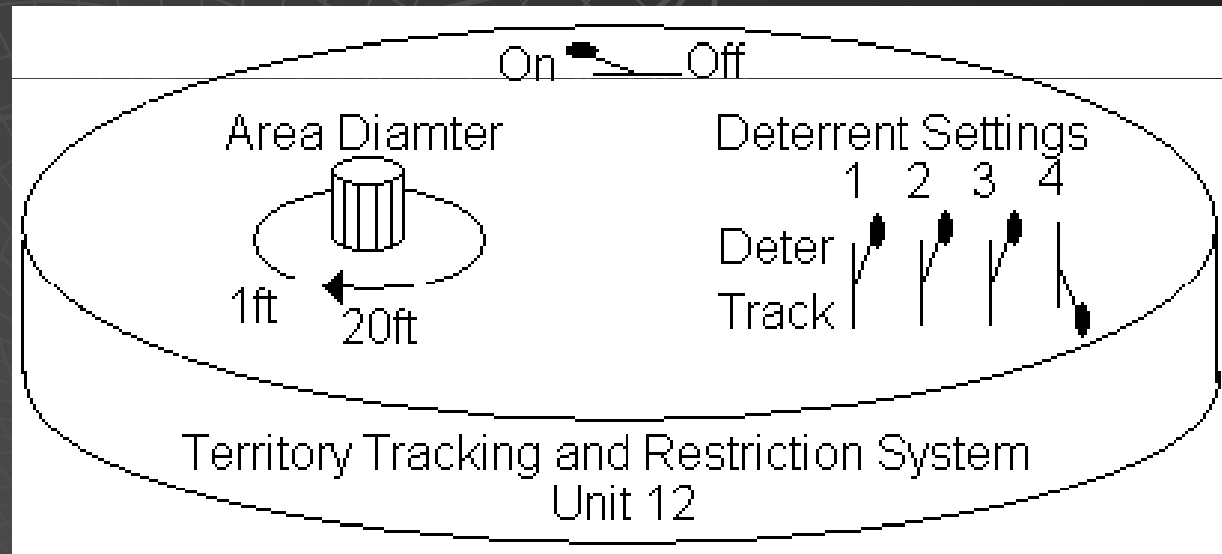 On Off
Area Diamter
Deterrent Settings
1 2 3 4
Deter
Track
1ft
20ft
Territory Tracking and Restriction System
Unit 12